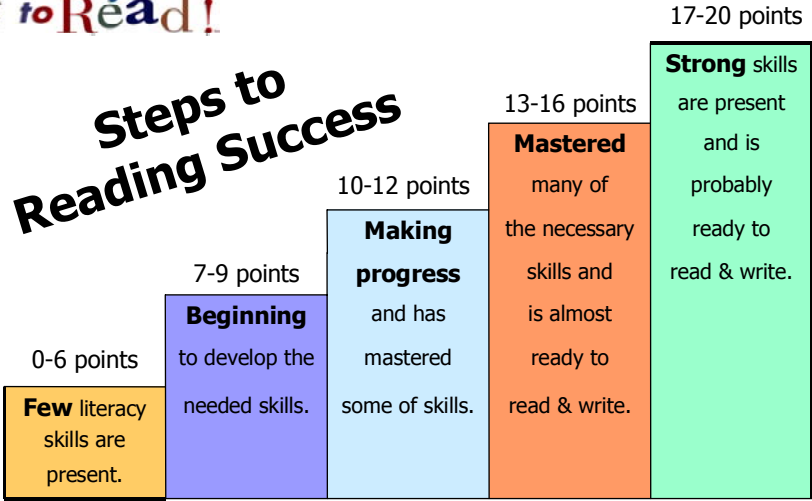 to Read!
Steps to
Reading Success
0-6 points
Few literacy
skills are
present.
7-9 points
Beginning
to develop the
needed skills.
10-12 points
Making
progress
and has
mastered
some of skills.
13-16 points
Mastered
many of
the necessary
skills and
is almost
ready to
read & write.
17-20 points
Strong skills
are present
and is
probably
ready to
read & write.